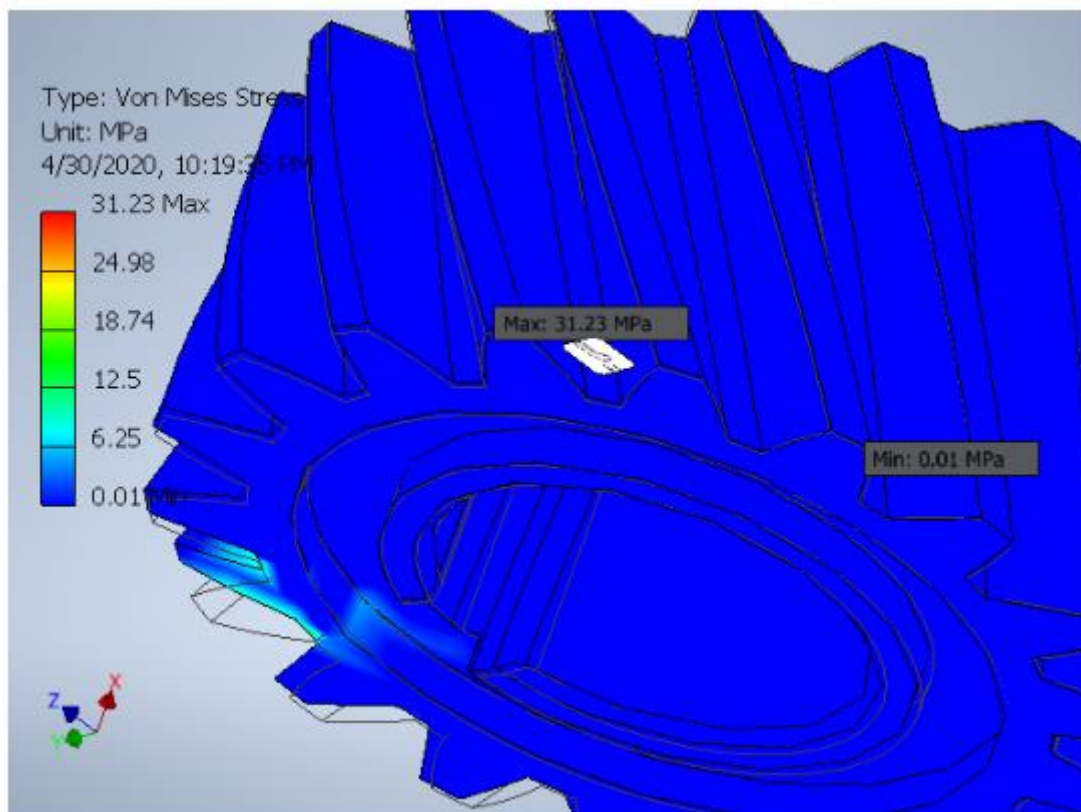 Type: Von Mises Stress
Unit: MPa
4/30/2020, 10:19:35 PM
31.23 Max
24.98
18.74
12.5
6.25
0.01 Min
Max: 31.23 MPa
Min: 0.01 MPa
X
Z
Y